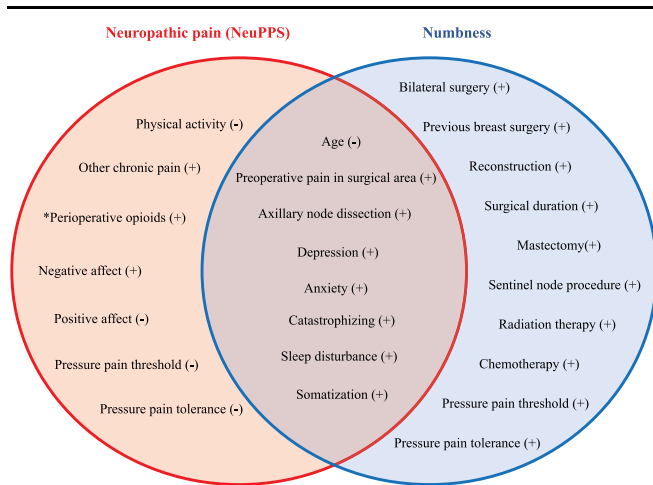 Neuropathic pain (NeuPPS)
Numbness
Physical activity (-)
Other chronic pain (+)
*Perioperative opioids (+)
Negative affect (+)
Positive affect (-)
Pressure pain threshold (-)
Pressure pain tolerance (-)
Age (-)
Preoperative pain in surgical area (+)
Axillary node dissection (+)
Depression (+)
Anxiety (+)
Catastrophizing (+)
Sleep disturbance (+)
Somatization (+)
Bilateral surgery (+)
Previous breast surgery (+)
Reconstruction (+)
Surgical duration (+)
Mastectomy(+)
Sentinel node procedure (+)
Radiation therapy (+)
Chemotherapy (+)
Pressure pain threshold (+)
Pressure pain tolerance (+)